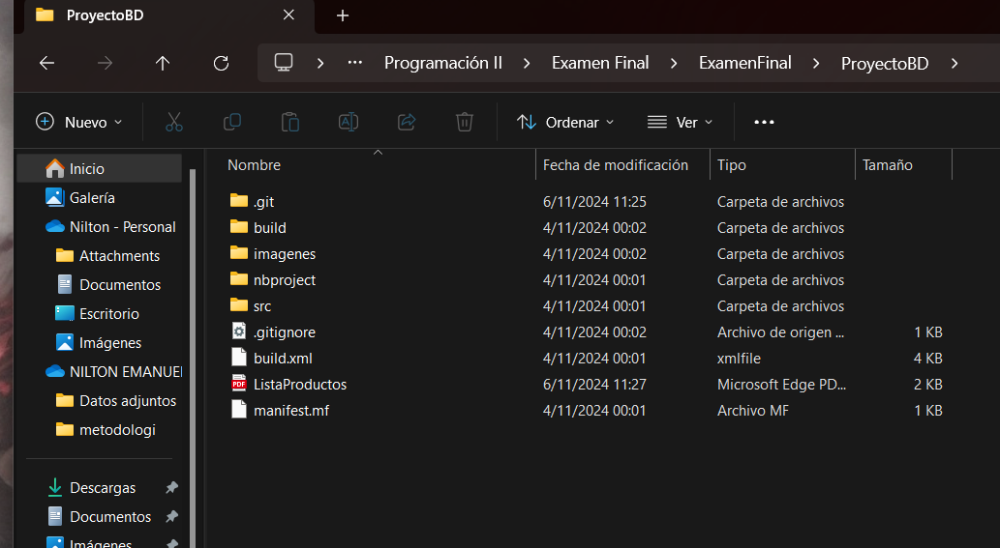 ProyectoBD
Programación II > Examen Final > ExamenFinal > ProyectoBD >
Nuevo Ordenar Ver
Nombre Fecha de modificación Tipo Tamaño
.git 6/11/2024 11:25 Carpeta de archivos
build 4/11/2024 00:02 Carpeta de archivos
imagenes 4/11/2024 00:02 Carpeta de archivos
nbproject 4/11/2024 00:01 Carpeta de archivos
src 4/11/2024 00:01 Carpeta de archivos
.gitignore 4/11/2024 00:02 Archivo de origen ... 1 KB
build.xml 4/11/2024 00:01 xmlfile 4 KB
PDF ListaProductos 6/11/2024 11:27 Microsoft Edge PD... 2 KB
manifest.mf 4/11/2024 00:01 Archivo MF 1 KB
Inicio
Galería
Nilton - Personal
Attachments
Documentos
Escritorio
Imágenes
NILTON EMANUEL
Datos adjuntos
metodologi
Descargas
Documentos
Imágenes